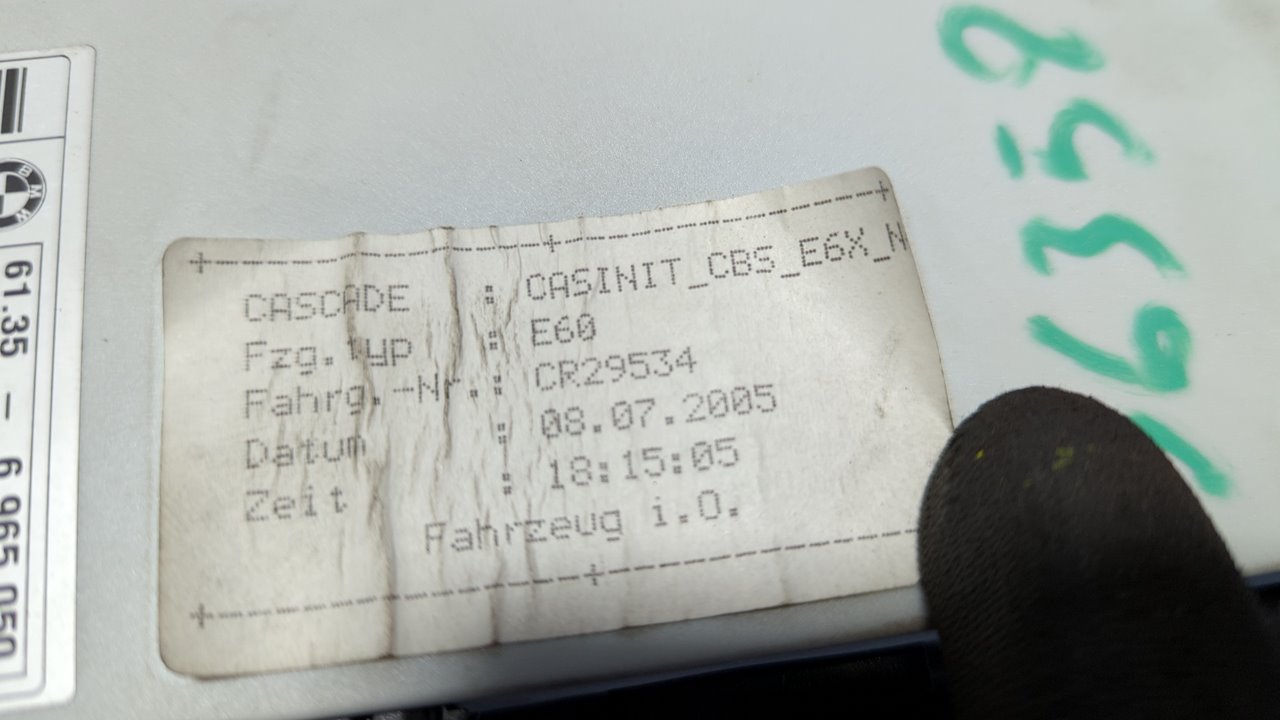 CASCADE : CASINIT_CBS_E6X_N
Fzg.Typ : E60
Fahrg.-Nr.: CR29534
Datum : 08.07.2005
Zeit : 18:15:05
Fahrzeug i.O.
BMW
61.35 - 6 965 050